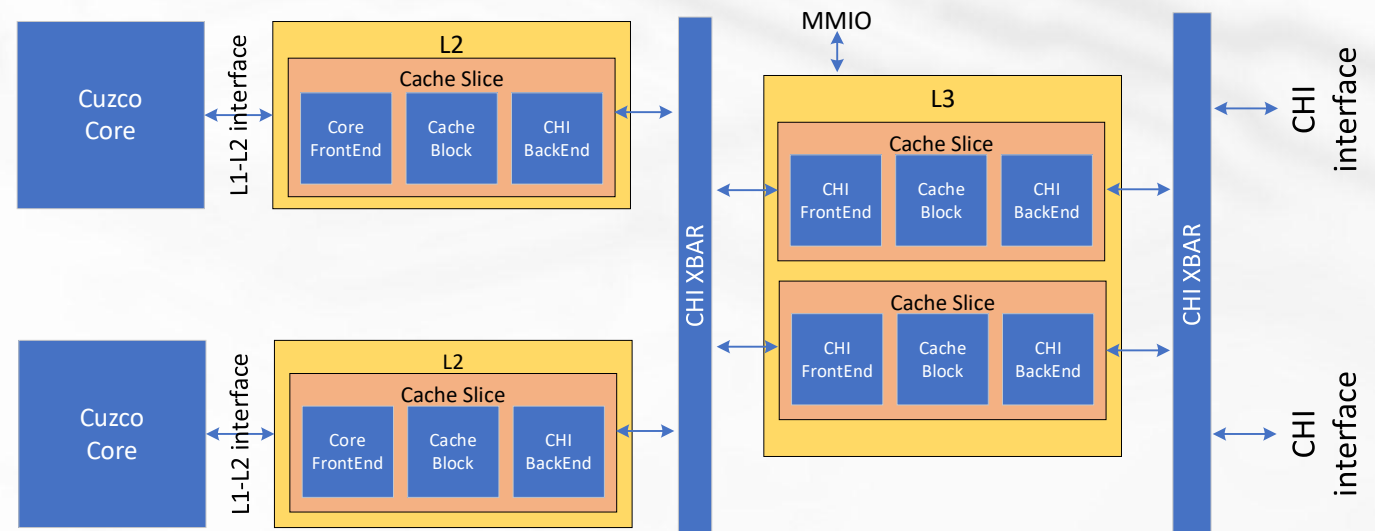 Cuzco
Core
L1-L2 interface
L2
Cache Slice
Core
FrontEnd
Cache
Block
CHI
BackEnd
Cuzco
Core
L1-L2 interface
L2
Cache Slice
Core
FrontEnd
Cache
Block
CHI
BackEnd
CHI XBAR
MMIO
L3
Cache Slice
CHI
FrontEnd
Cache
Block
CHI
BackEnd
Cache Slice
CHI
FrontEnd
Cache
Block
CHI
BackEnd
CHI XBAR
CHI
interface
CHI
interface